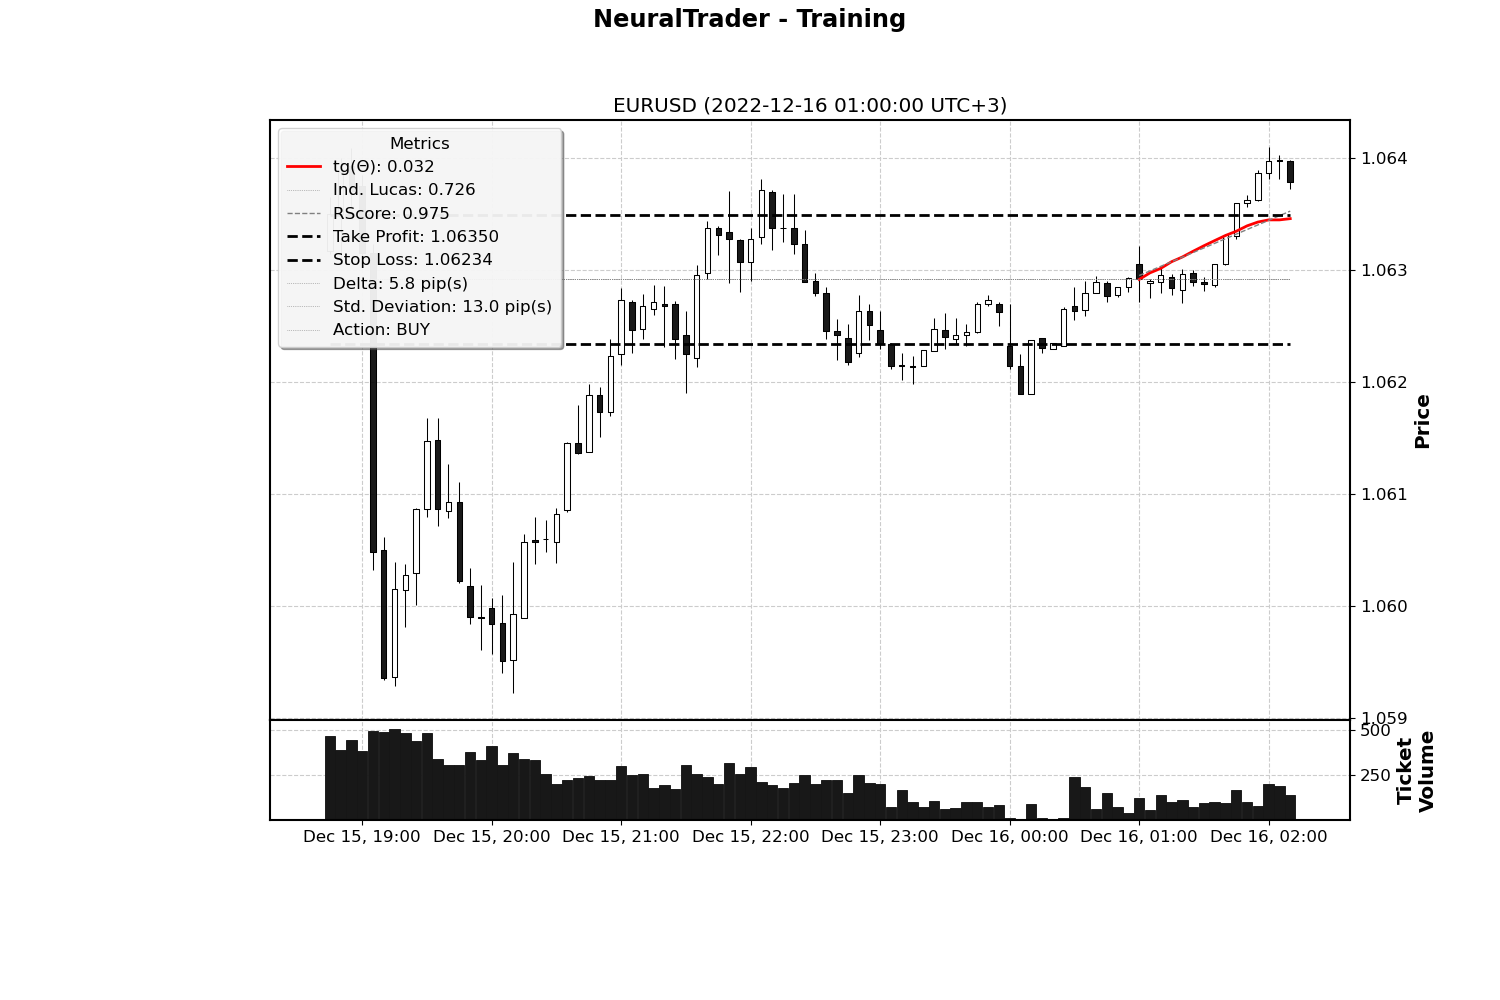 NeuralTrader - Training
EURUSD (2022-12-16 01:00:00 UTC+3)
Metrics
tg(Θ): 0.032
Ind. Lucas: 0.726
RScore: 0.975
Take Profit: 1.06350
Stop Loss: 1.06234
Delta: 5.8 pip(s)
Std. Deviation: 13.0 pip(s)
Action: BUY
1.064
1.063
1.062
1.061
1.060
1.059
Price
500
250
Ticket
Volume
Dec 15, 19:00 Dec 15, 20:00 Dec 15, 21:00 Dec 15, 22:00 Dec 15, 23:00 Dec 16, 00:00 Dec 16, 01:00 Dec 16, 02:00